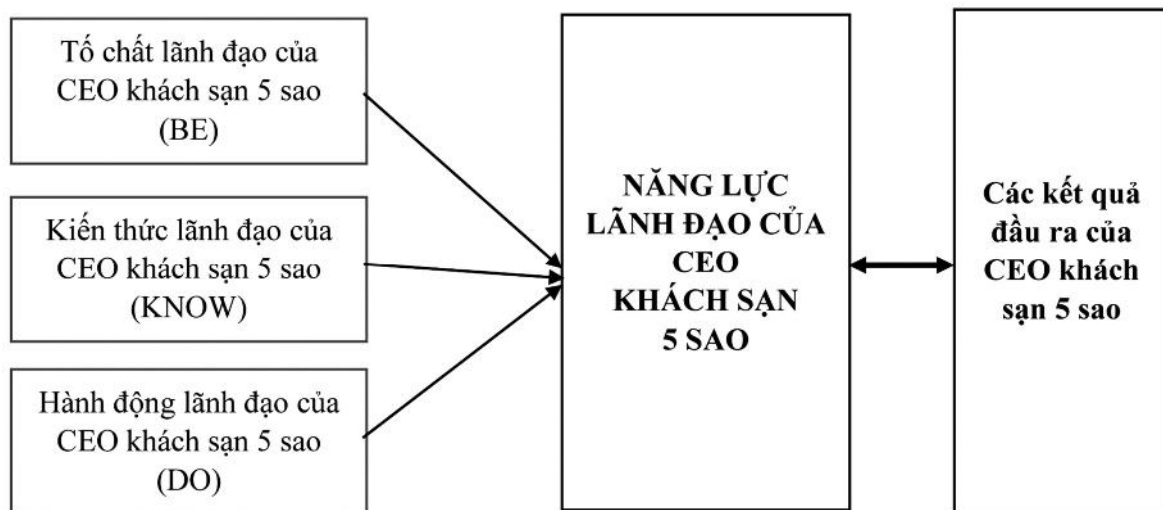 Tố chất lãnh đạo của
CEO khách sạn 5 sao
(BE)
Kiến thức lãnh đạo của
CEO khách sạn 5 sao
(KNOW)
Hành động lãnh đạo của
CEO khách sạn 5 sao
(DO)
NĂNG LỰC
LÃNH ĐẠO CỦA
CEO
KHÁCH SẠN
5 SAO
Các kết quả
đầu ra của
CEO khách
sạn 5 sao